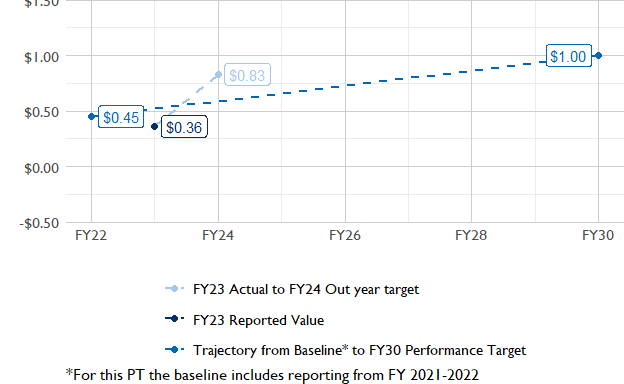 $1.50
$1.00
$1.00
$0.83
$0.50
$0.45
$0.36
$0.00
-$0.50
FY22 FY24 FY26 FY28 FY30
FY23 Actual to FY24 Out year target
FY23 Reported Value
Trajectory from Baseline* to FY30 Performance Target
*For this PT the baseline includes reporting from FY 2021-2022